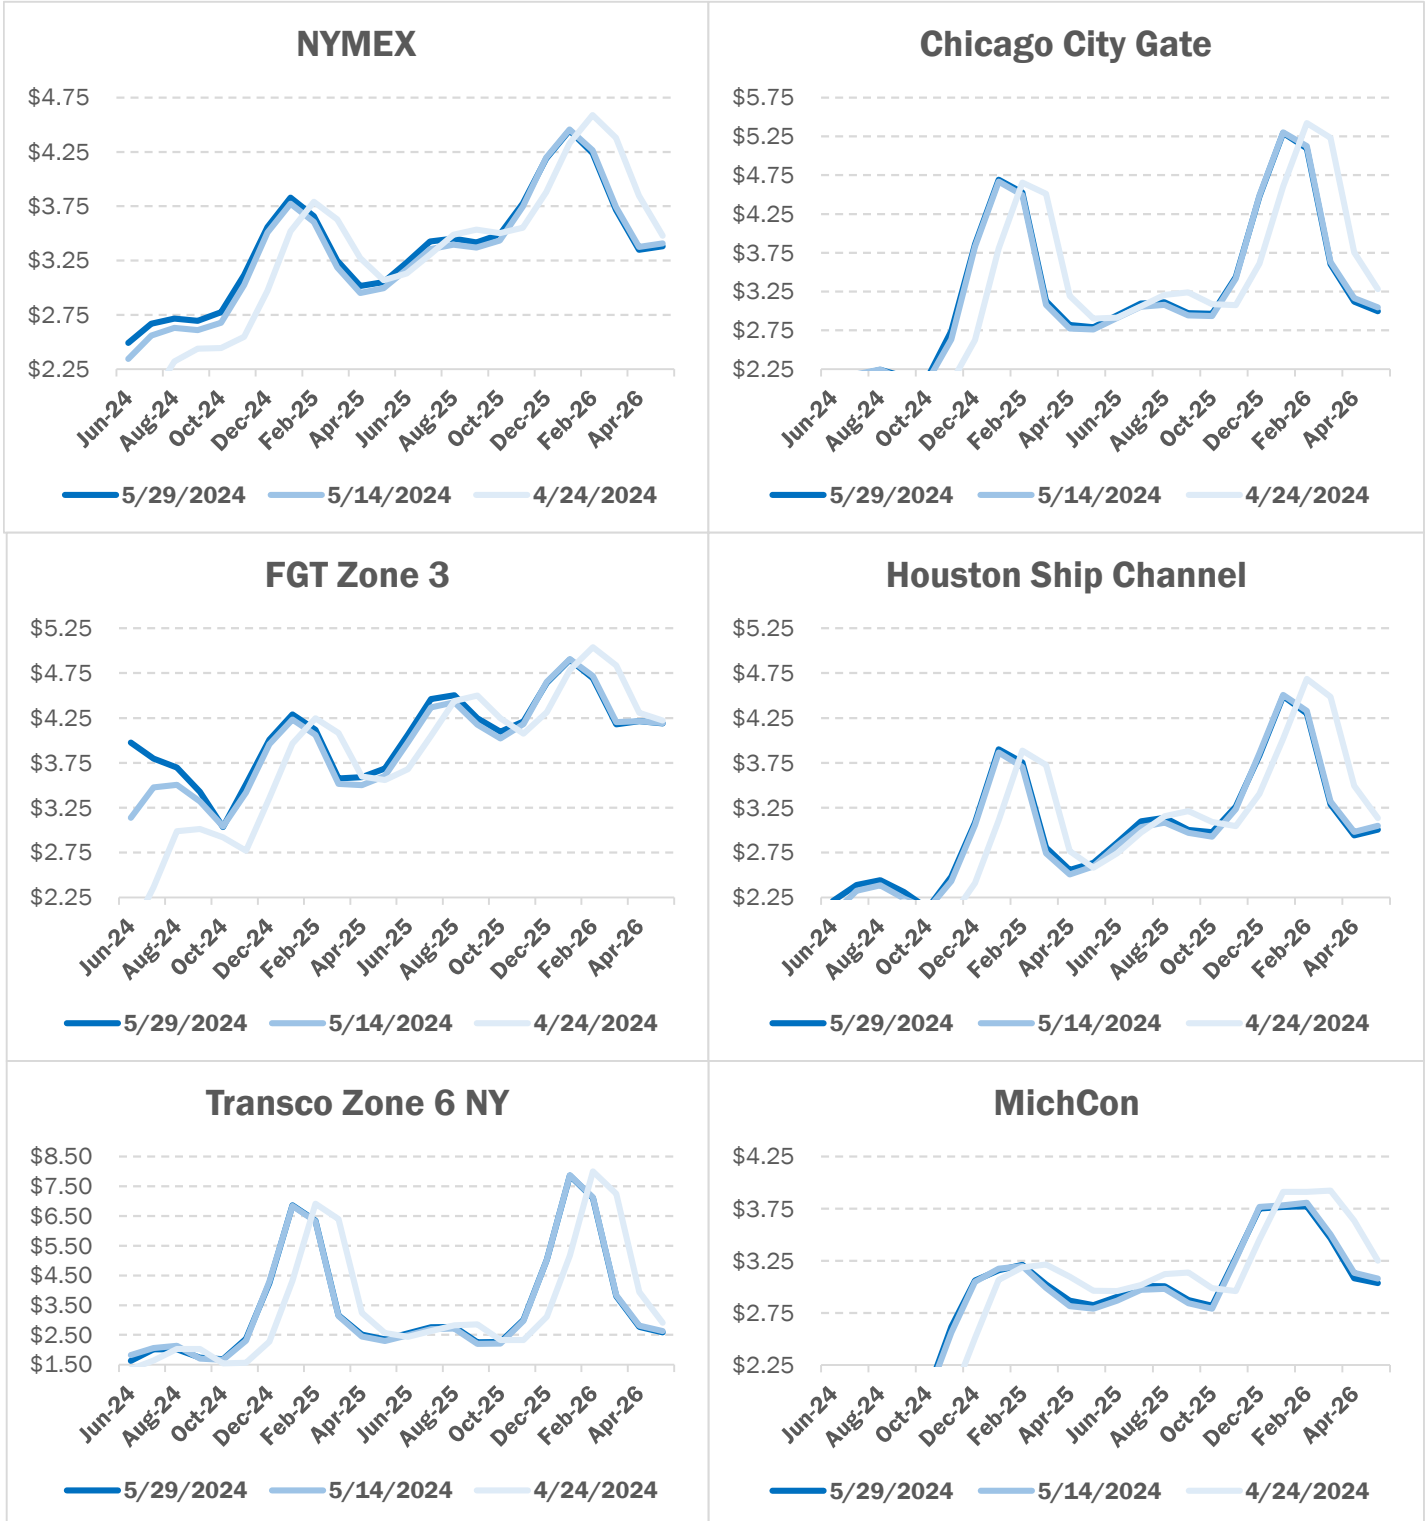 NYMEX
$4.75
$4.25
$3.75
$3.25
$2.75
$2.25
Jun-24 Aug-24 Oct-24 Dec-24 Feb-25 Apr-25 Jun-25 Aug-25 Oct-25 Dec-25 Feb-26 Apr-26
5/29/2024 5/14/2024 4/24/2024
Chicago City Gate
$5.75
$5.25
$4.75
$4.25
$3.75
$3.25
$2.75
$2.25
Jun-24 Aug-24 Oct-24 Dec-24 Feb-25 Apr-25 Jun-25 Aug-25 Oct-25 Dec-25 Feb-26 Apr-26
5/29/2024 5/14/2024 4/24/2024
FGT Zone 3
$5.25
$4.75
$4.25
$3.75
$3.25
$2.75
$2.25
Jun-24 Aug-24 Oct-24 Dec-24 Feb-25 Apr-25 Jun-25 Aug-25 Oct-25 Dec-25 Feb-26 Apr-26
5/29/2024 5/14/2024 4/24/2024
Houston Ship Channel
$5.25
$4.75
$4.25
$3.75
$3.25
$2.75
$2.25
Jun-24 Aug-24 Oct-24 Dec-24 Feb-25 Apr-25 Jun-25 Aug-25 Oct-25 Dec-25 Feb-26 Apr-26
5/29/2024 5/14/2024 4/24/2024
Transco Zone 6 NY
$8.50
$7.50
$6.50
$5.50
$4.50
$3.50
$2.50
$1.50
Jun-24 Aug-24 Oct-24 Dec-24 Feb-25 Apr-25 Jun-25 Aug-25 Oct-25 Dec-25 Feb-26 Apr-26
5/29/2024 5/14/2024 4/24/2024
MichCon
$4.25
$3.75
$3.25
$2.75
$2.25
Jun-24 Aug-24 Oct-24 Dec-24 Feb-25 Apr-25 Jun-25 Aug-25 Oct-25 Dec-25 Feb-26 Apr-26
5/29/2024 5/14/2024 4/24/2024